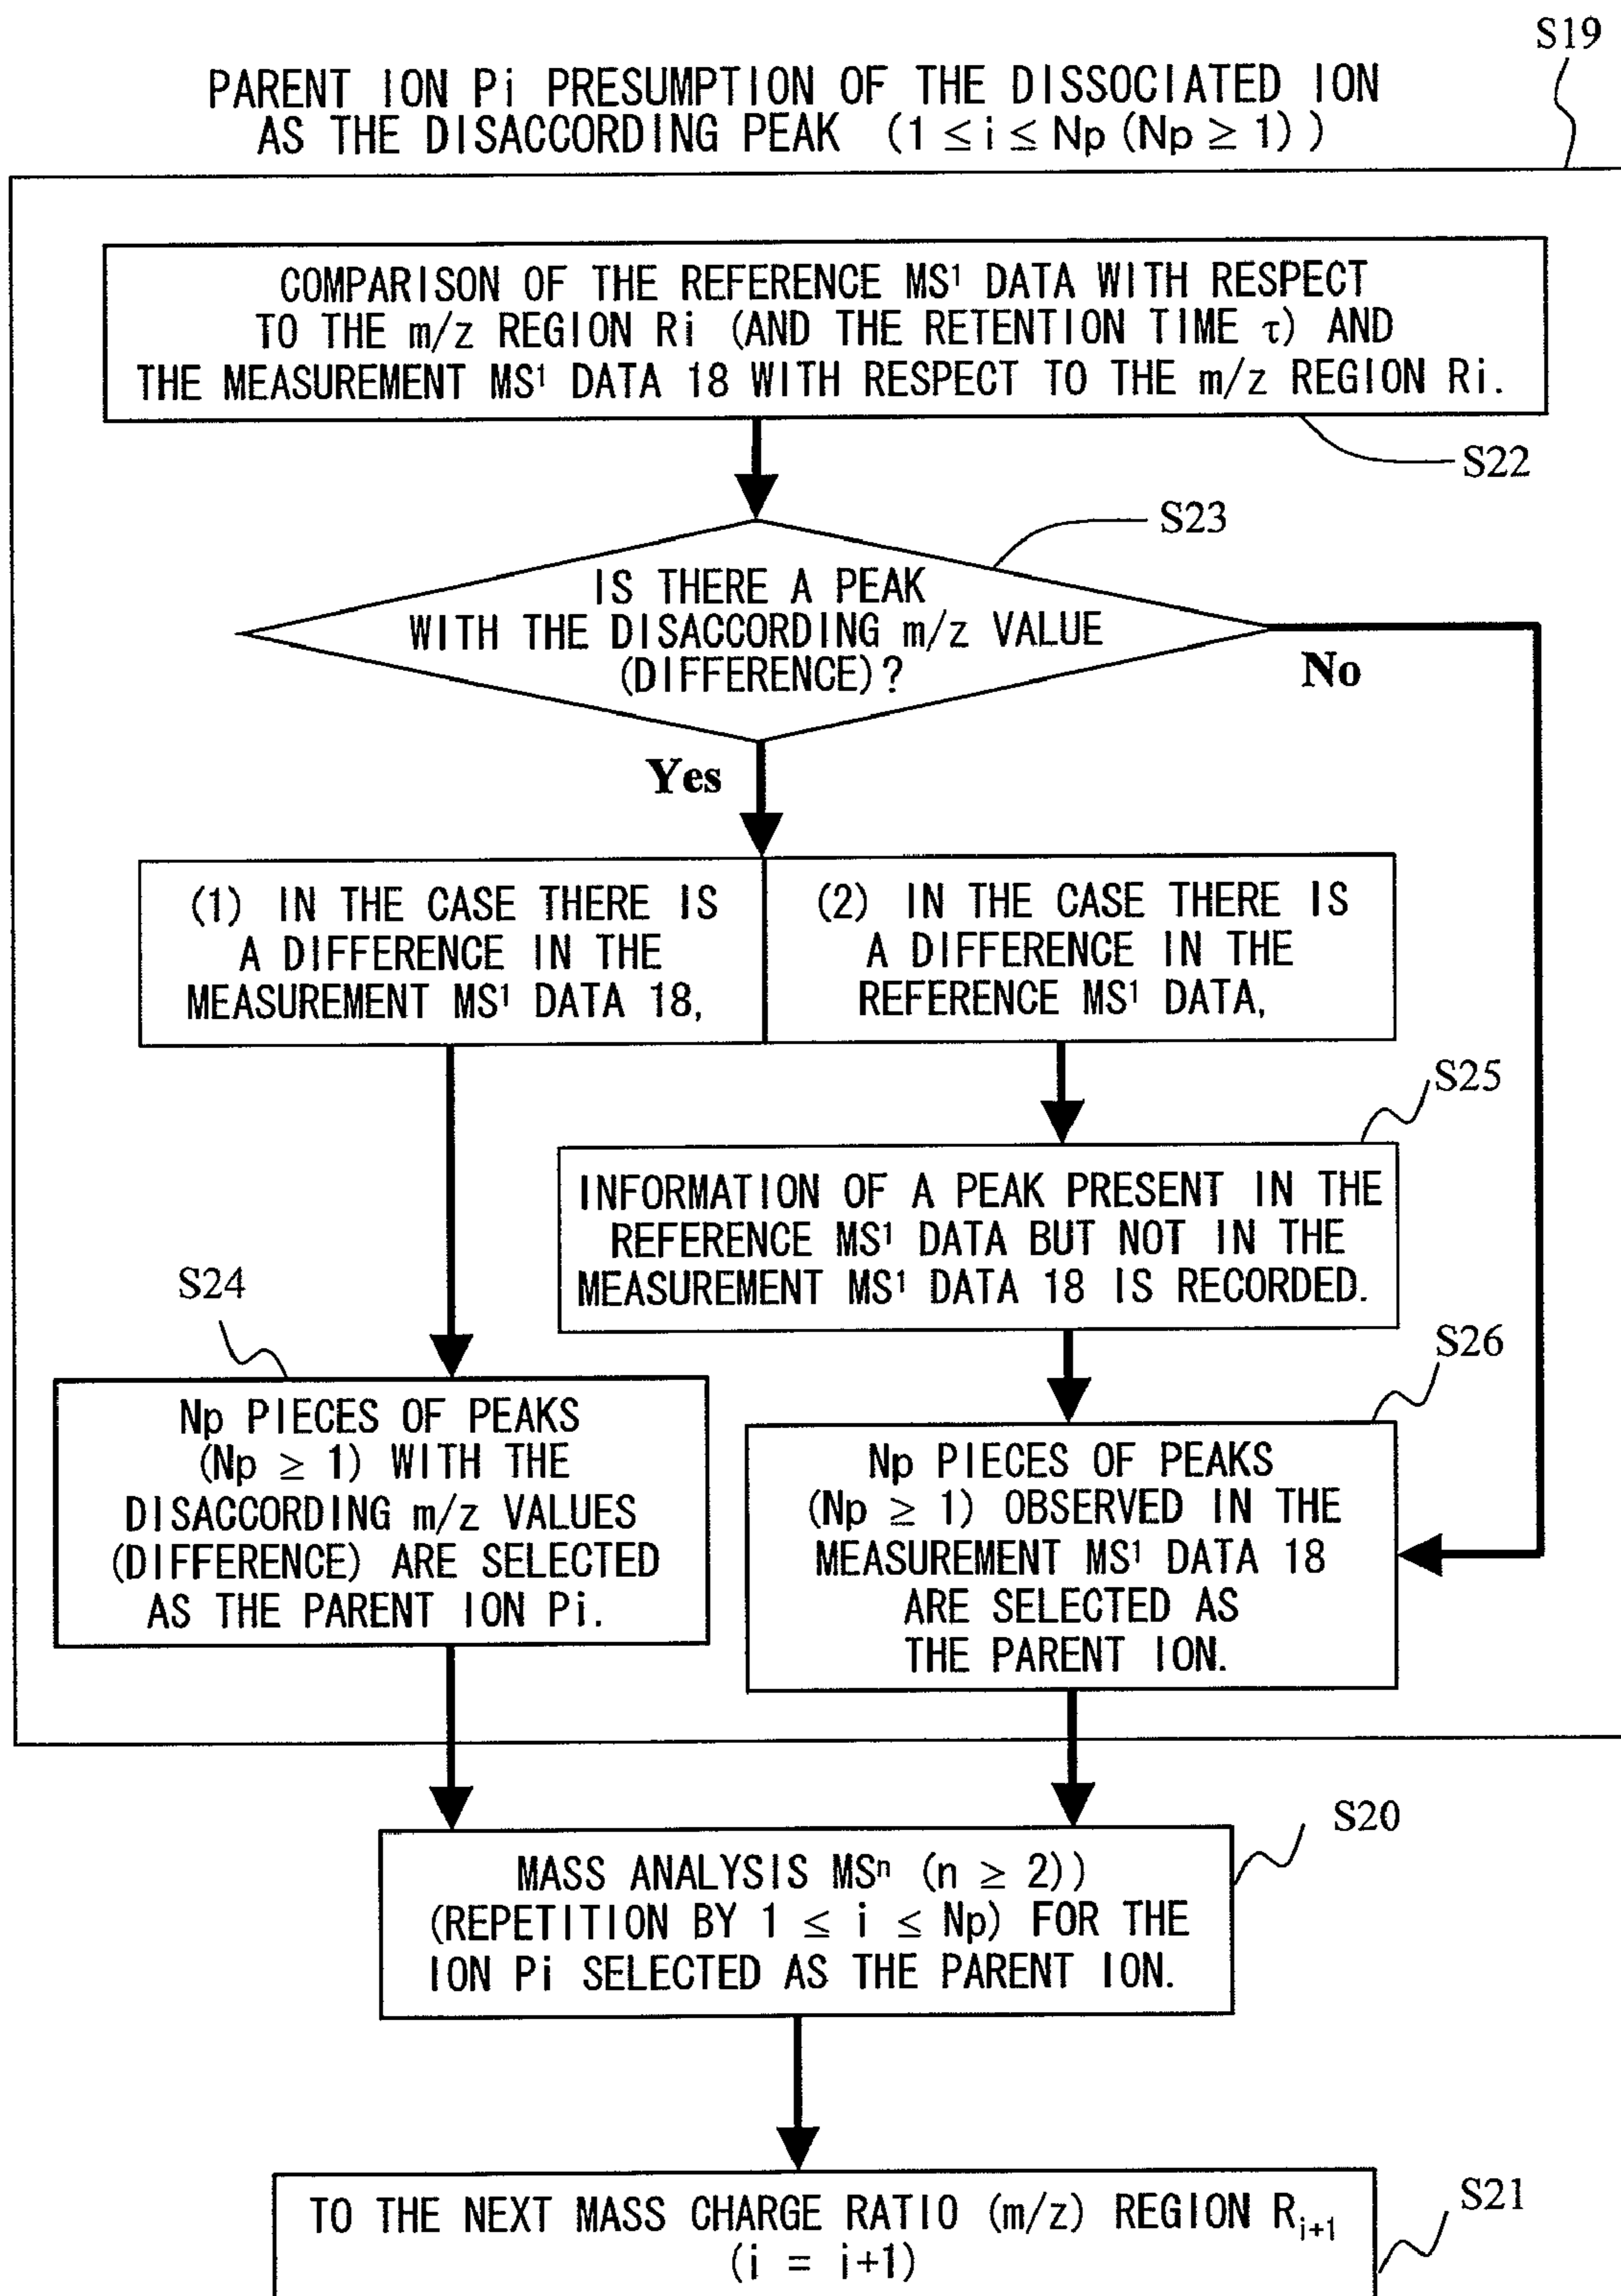 S19
PARENT ION Pi PRESUMPTION OF THE DISSOCIATED ION
AS THE DISACCORDING PEAK (1 ≤ i ≤ Np (Np ≥ 1) )
COMPARISON OF THE REFERENCE MS¹ DATA WITH RESPECT
TO THE m/z REGION Ri (AND THE RETENTION TIME τ) AND
THE MEASUREMENT MS¹ DATA 18 WITH RESPECT TO THE m/z REGION Ri.
S22
S23
IS THERE A PEAK
WITH THE DISACCORDING m/z VALUE
(DIFFERENCE)?
No
Yes
(1) IN THE CASE THERE IS
A DIFFERENCE IN THE
MEASUREMENT MS¹ DATA 18,
(2) IN THE CASE THERE IS
A DIFFERENCE IN THE
REFERENCE MS¹ DATA,
S25
INFORMATION OF A PEAK PRESENT IN THE
REFERENCE MS¹ DATA BUT NOT IN THE
MEASUREMENT MS¹ DATA 18 IS RECORDED.
S24
Np PIECES OF PEAKS
(Np ≥ 1) WITH THE
DISACCORDING m/z VALUES
(DIFFERENCE) ARE SELECTED
AS THE PARENT ION Pi.
S26
Np PIECES OF PEAKS
(Np ≥ 1) OBSERVED IN THE
MEASUREMENT MS¹ DATA 18
ARE SELECTED AS
THE PARENT ION.
S20
MASS ANALYSIS MSⁿ (n ≥ 2))
(REPETITION BY 1 ≤ i ≤ Np) FOR THE
ION Pi SELECTED AS THE PARENT ION.
S21
TO THE NEXT MASS CHARGE RATIO (m/z) REGION Rᵢ₊₁
(i = i+1)